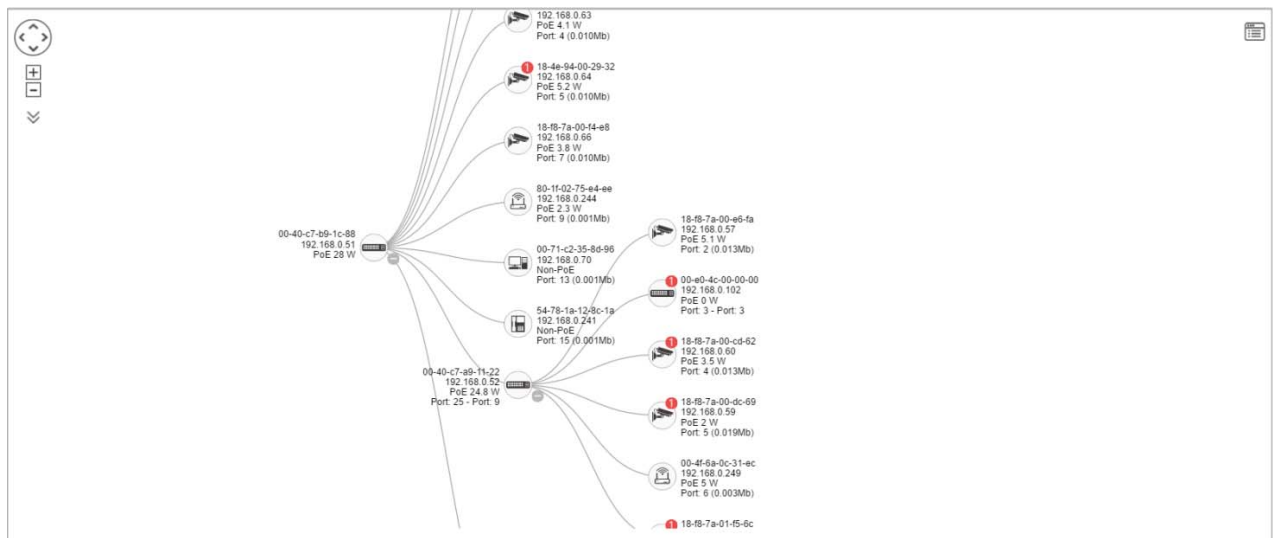 192.168.0.63
PoE 4.1 W
Port: 4 (0.010Mb)
1
18-4e-94-00-29-32
192.168.0.64
PoE 5.2 W
Port: 5 (0.010Mb)
18-f8-7a-00-f4-e8
192.168.0.66
PoE 3.8 W
Port: 7 (0.010Mb)
80-1f-02-75-e4-ee
192.168.0.244
PoE 2.3 W
Port: 9 (0.001Mb)
00-40-c7-b9-1c-88
192.168.0.51
PoE 28 W
00-71-c2-35-8d-96
192.168.0.70
Non-PoE
Port: 13 (0.001Mb)
54-78-1a-12-8c-1a
192.168.0.241
Non-PoE
Port: 15 (0.001Mb)
00-40-c7-a9-11-22
192.168.0.52
PoE 24.8 W
Port: 25 - Port: 9
18-f8-7a-00-e6-fa
192.168.0.57
PoE 5.1 W
Port: 2 (0.013Mb)
1
00-e0-4c-00-00-00
192.168.0.102
PoE 0 W
Port: 3 - Port: 3
1
18-f8-7a-00-cd-62
192.168.0.60
PoE 3.5 W
Port: 4 (0.013Mb)
1
18-f8-7a-00-dc-69
192.168.0.59
PoE 2 W
Port: 5 (0.019Mb)
00-4f-6a-0c-31-ec
192.168.0.249
PoE 5 W
Port: 6 (0.003Mb)
1
18-f8-7a-01-f5-6c